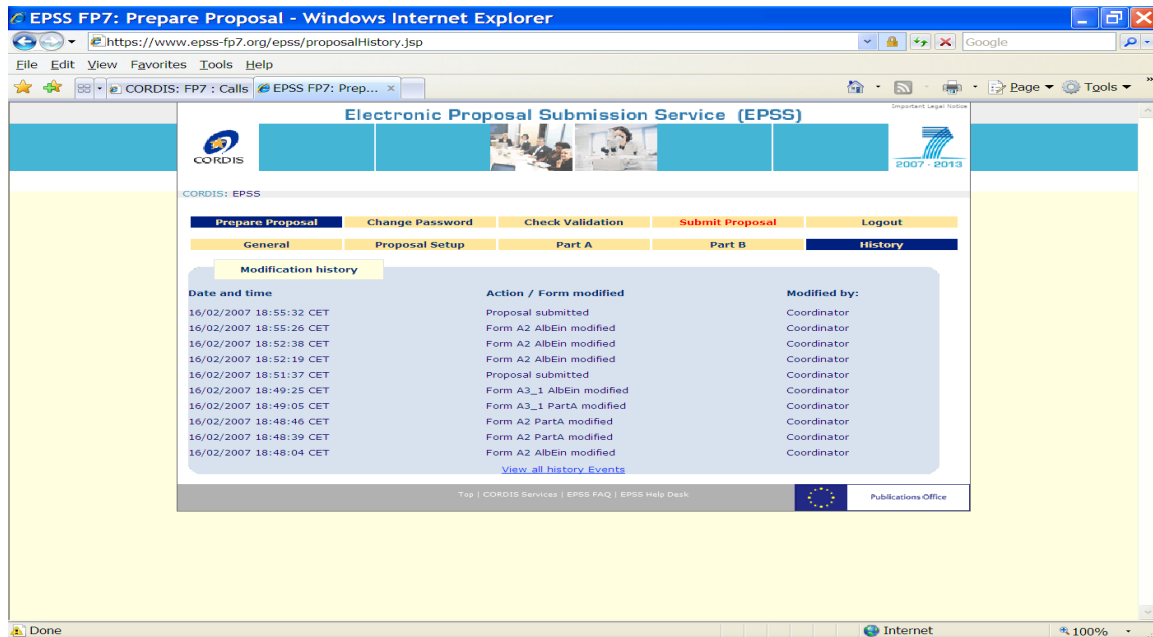 EPSS FP7: Prepare Proposal - Windows Internet Explorer
https://www.epss-fp7.org/epss/proposalHistory.jsp
Google
File Edit View Favorites Tools Help
CORDIS: FP7 : Calls EPSS FP7: Prep... Page Tools
Important Legal Notice
Electronic Proposal Submission Service (EPSS)
CORDIS
7
2007 - 2013
CORDIS: EPSS
Prepare Proposal Change Password Check Validation Submit Proposal Logout
General Proposal Setup Part A Part B History
Modification history
Date and time Action / Form modified Modified by:
16/02/2007 18:55:32 CET Proposal submitted Coordinator
16/02/2007 18:55:26 CET Form A2 AlbEin modified Coordinator
16/02/2007 18:52:38 CET Form A2 AlbEin modified Coordinator
16/02/2007 18:52:19 CET Form A2 AlbEin modified Coordinator
16/02/2007 18:51:37 CET Proposal submitted Coordinator
16/02/2007 18:49:25 CET Form A3_1 AlbEin modified Coordinator
16/02/2007 18:49:05 CET Form A3_1 PartA modified Coordinator
16/02/2007 18:48:46 CET Form A2 PartA modified Coordinator
16/02/2007 18:48:39 CET Form A2 PartA modified Coordinator
16/02/2007 18:48:04 CET Form A2 AlbEin modified Coordinator
View all history Events
Top | CORDIS Services | EPSS FAQ | EPSS Help Desk
Publications Office
Done Internet 100%